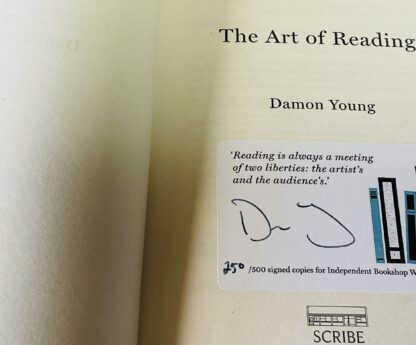 The Art of Reading
Damon Young
‘Reading is always a meeting
of two liberties: the artist’s
and the audience’s.’
D Y
250 /500 signed copies for Independent Bookshop W
SCRIBE